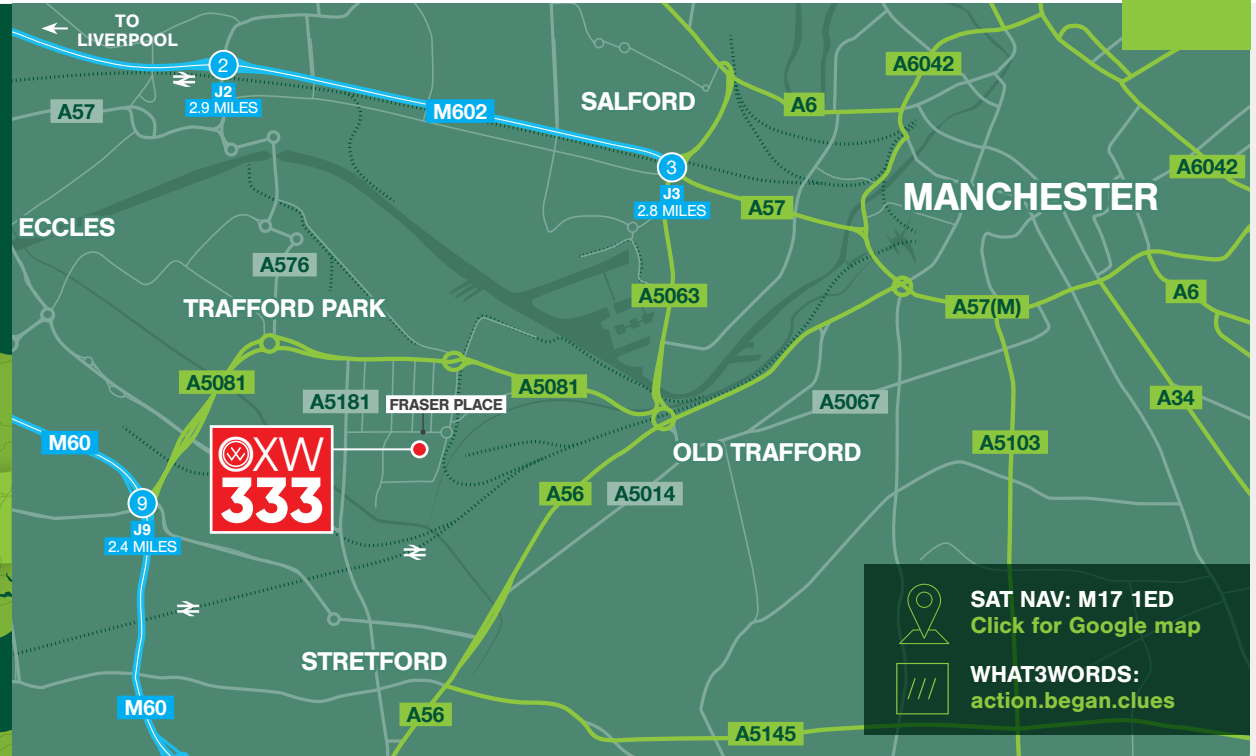 TO
LIVERPOOL
2
J2
2.9 MILES
A57
M602
SALFORD
A6042
A6
3
J3
2.8 MILES
A57
MANCHESTER
A6042
ECCLES
A576
TRAFFORD PARK
A5063
A57(M)
A6
A5081
A5181
FRASER PLACE
A5081
A5067
A34
M60
OXW
333
OLD TRAFFORD
A5103
9
J9
2.4 MILES
A56
A5014
STRETFORD
M60
A56
A5145
SAT NAV: M17 1ED
Click for Google map
///
WHAT3WORDS:
action.began.clues